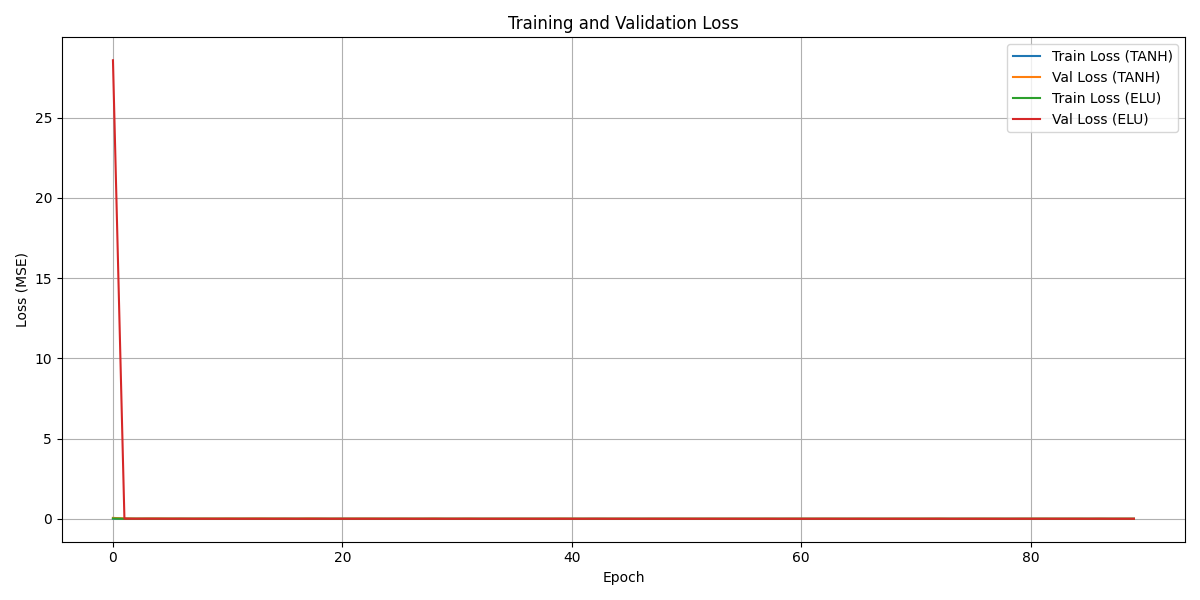 Training and Validation Loss
Train Loss (TANH)
Val Loss (TANH)
Train Loss (ELU)
Val Loss (ELU)
Loss (MSE)
25
20
15
10
5
0
0 20 40 60 80
Epoch